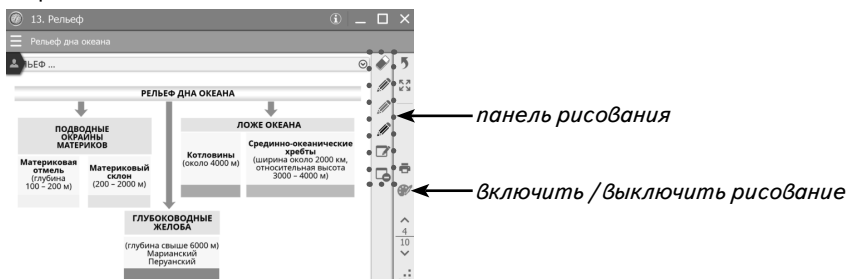 13. Рельеф
Рельеф дна океана
ЬЕФ ...
РЕЛЬЕФ ДНА ОКЕАНА
ПОДВОДНЫЕ
ОКРАИНЫ
МАТЕРИКОВ
ЛОЖЕ ОКЕАНА
Материковая
отмель
(глубина
100 – 200 м)
Материковый
склон
(200 – 2000 м)
Котловины
(около 4000 м)
Срединно-океанические
хребты
(ширина около 2000 км,
относительная высота
3000 – 4000 м)
ГЛУБОКОВОДНЫЕ
ЖЕЛОБА
(глубина свыше 6000 м)
Марианский
Перуанский
4
10
панель рисования
включить / выключить рисование